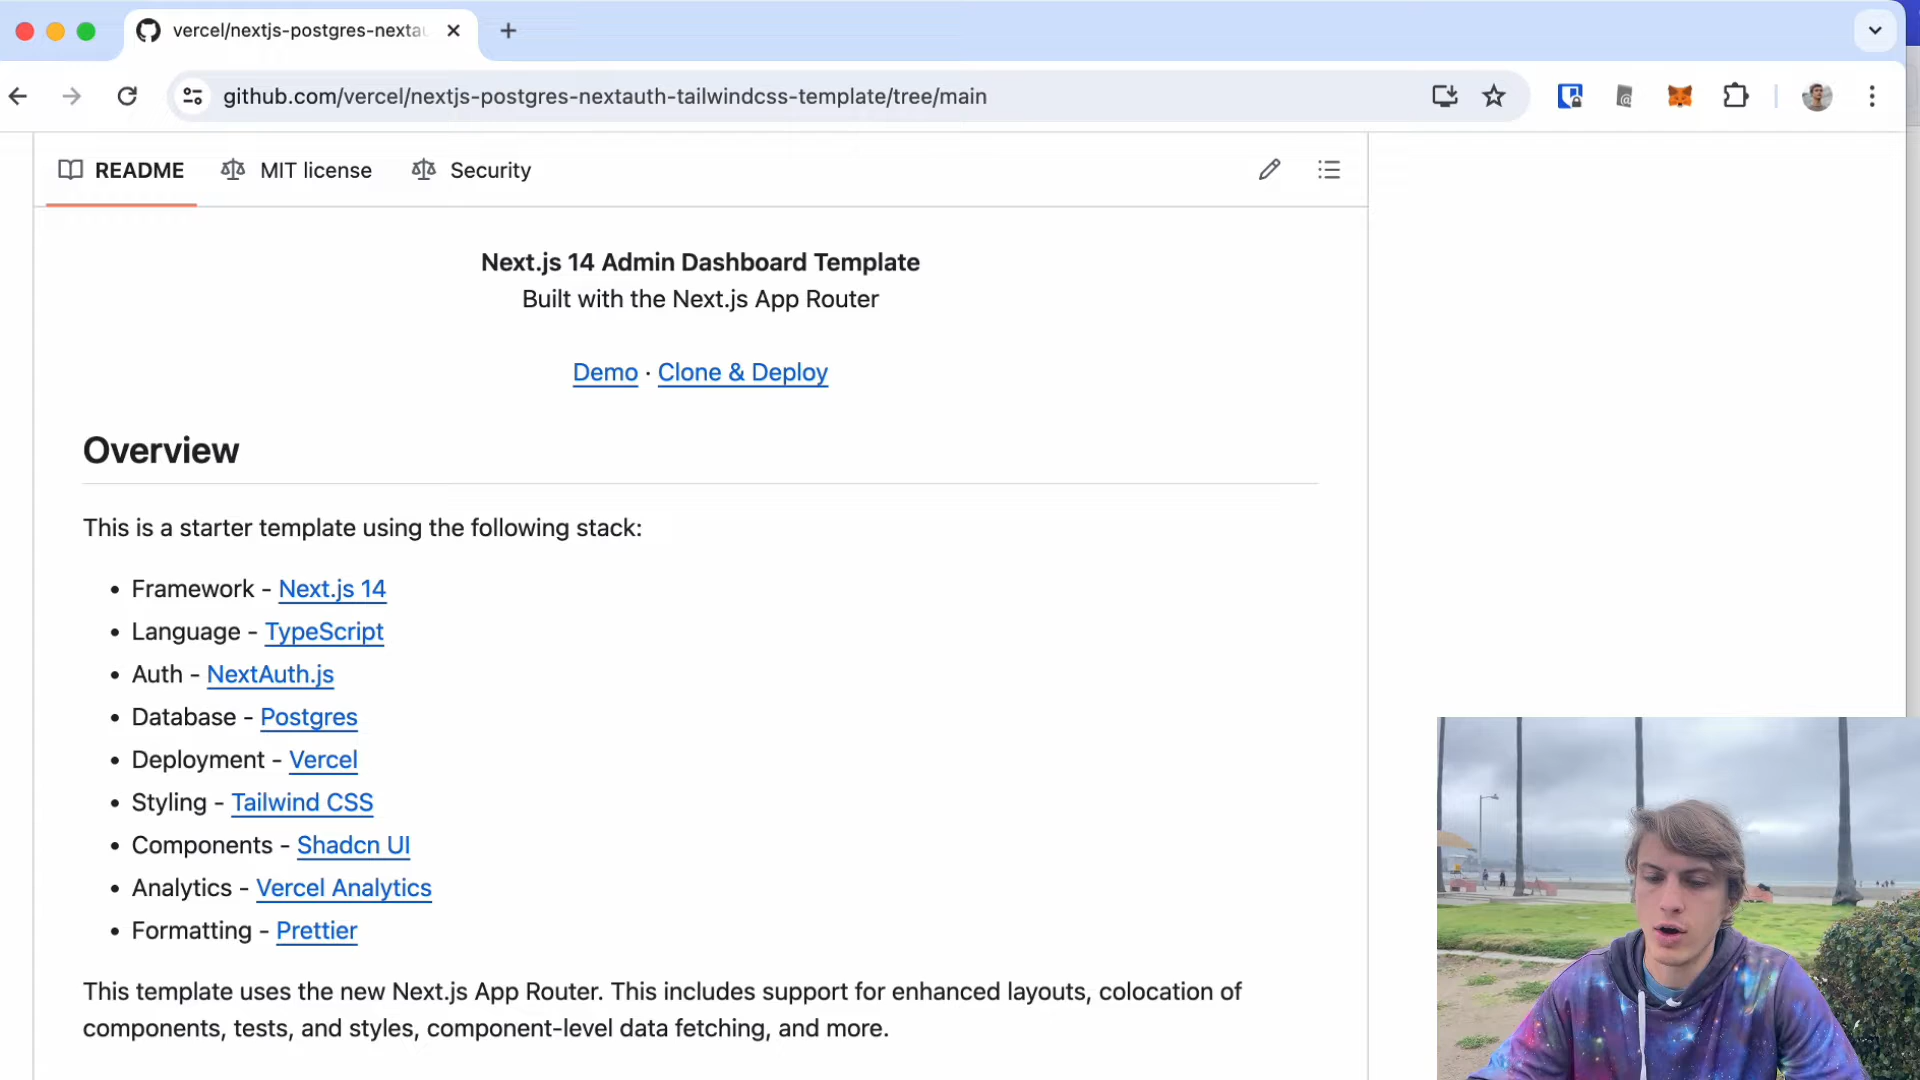 vercel/nextjs-postgres-nexta
github.com/vercel/nextjs-postgres-nextauth-tailwindcss-template/tree/main
README
MIT license
Security
Next.js 14 Admin Dashboard Template
Built with the Next.js App Router
Demo · Clone & Deploy
Overview
This is a starter template using the following stack:
• Framework - Next.js 14
• Language - TypeScript
• Auth - NextAuth.js
• Database - Postgres
• Deployment - Vercel
• Styling - Tailwind CSS
• Components - Shadcn UI
• Analytics - Vercel Analytics
• Formatting - Prettier
This template uses the new Next.js App Router. This includes support for enhanced layouts, colocation of
components, tests, and styles, component-level data fetching, and more.